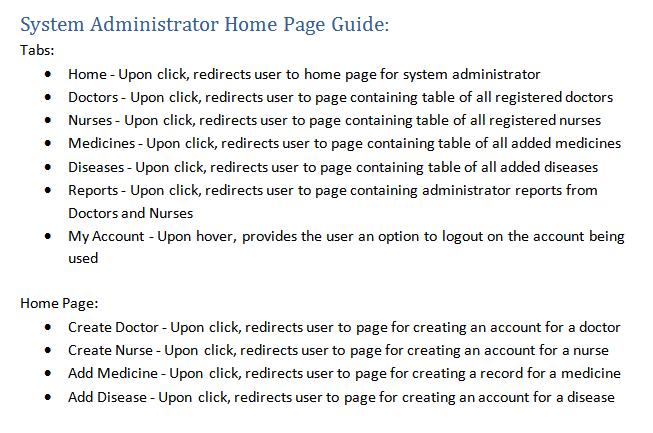 System Administrator Home Page Guide:
Tabs:
• Home - Upon click, redirects user to home page for system administrator
• Doctors - Upon click, redirects user to page containing table of all registered doctors
• Nurses - Upon click, redirects user to page containing table of all registered nurses
• Medicines - Upon click, redirects user to page containing table of all added medicines
• Diseases - Upon click, redirects user to page containing table of all added diseases
• Reports - Upon click, redirects user to page containing administrator reports from
Doctors and Nurses
• My Account - Upon hover, provides the user an option to logout on the account being
used
Home Page:
• Create Doctor - Upon click, redirects user to page for creating an account for a doctor
• Create Nurse - Upon click, redirects user to page for creating an account for a nurse
• Add Medicine - Upon click, redirects user to page for creating a record for a medicine
• Add Disease - Upon click, redirects user to page for creating an account for a disease